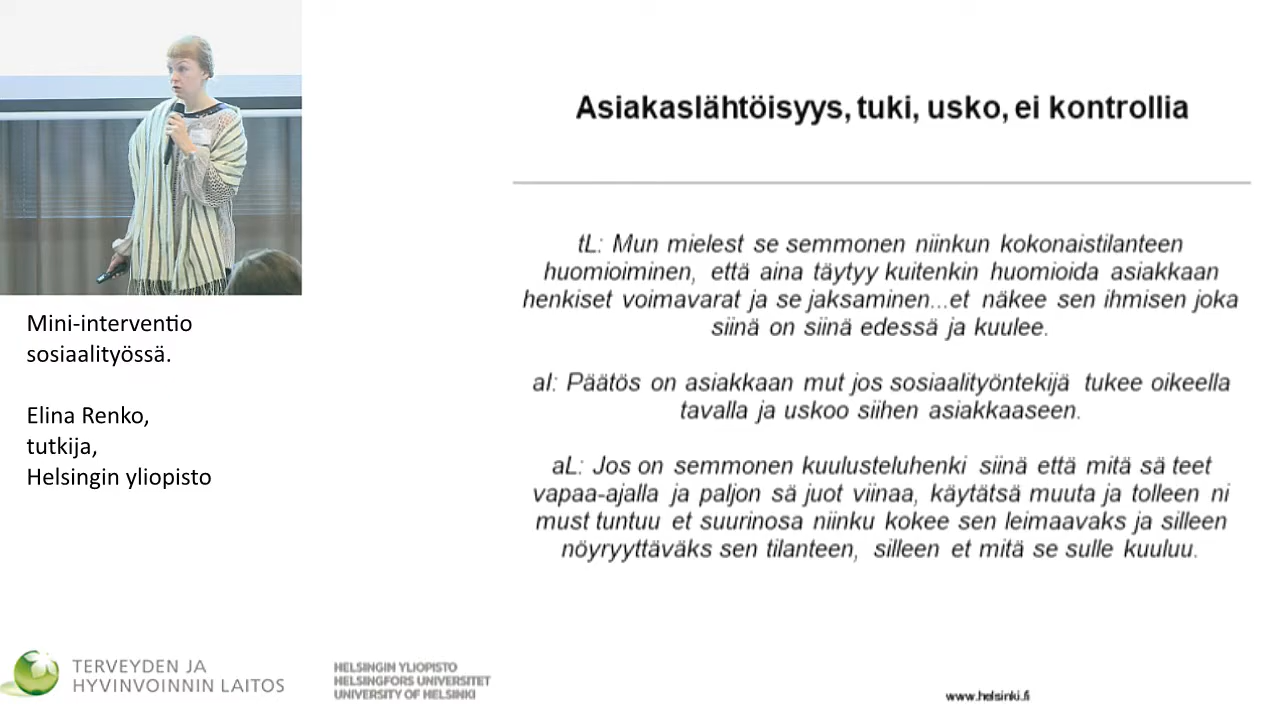 Asiakaslähtöisyys, tuki, usko, ei kontrollia
tL: Mun mielest se semmonen niinkun kokonaistilanteen
huomioiminen, että aina täytyy kuitenkin huomioida asiakkaan
henkiset voimavarat ja se jaksaminen...et näkee sen ihmisen joka
siinä on siinä edessä ja kuulee.
aI: Päätös on asiakkaan mut jos sosiaalityöntekijä tukee oikeella
tavalla ja uskoo siihen asiakkaaseen.
aL: Jos on semmonen kuulusteluhenki siinä että mitä sä teet
vapaa-ajalla ja paljon sä juot viinaa, käytätsä muuta ja tolleen ni
must tuntuu et suurinosa niinku kokee sen leimaavaks ja silleen
nöyryyttäväks sen tilanteen, silleen et mitä se sulle kuuluu.
Mini-interventio
sosiaalityössä.
Elina Renko,
tutkija,
Helsingin yliopisto
TERVEYDEN JA
HYVINVOINNIN LAITOS
HELSINGIN YLIOPISTO
HELSINGFORS UNIVERSITET
UNIVERSITY OF HELSINKI
www.helsinki.fi